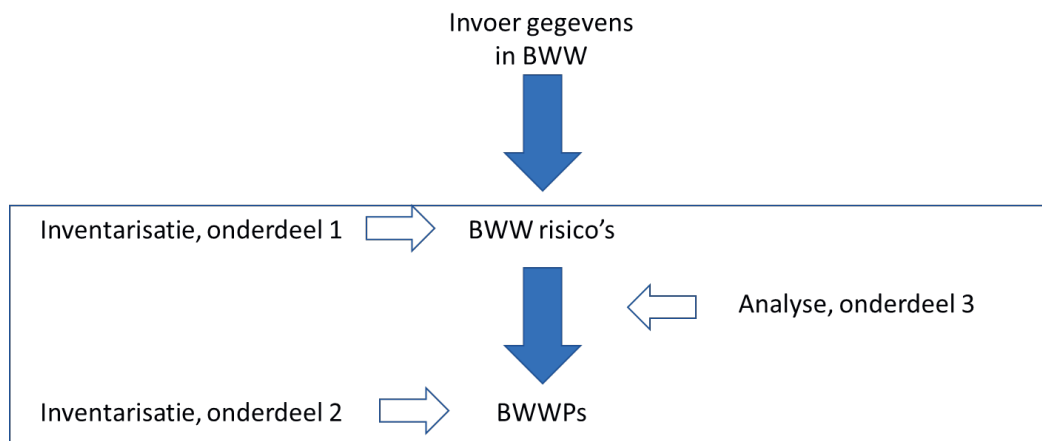 Invoer gegevens
in BWW
Inventarisatie, onderdeel 1
BWW risico’s
Analyse, onderdeel 3
Inventarisatie, onderdeel 2
BWWPs